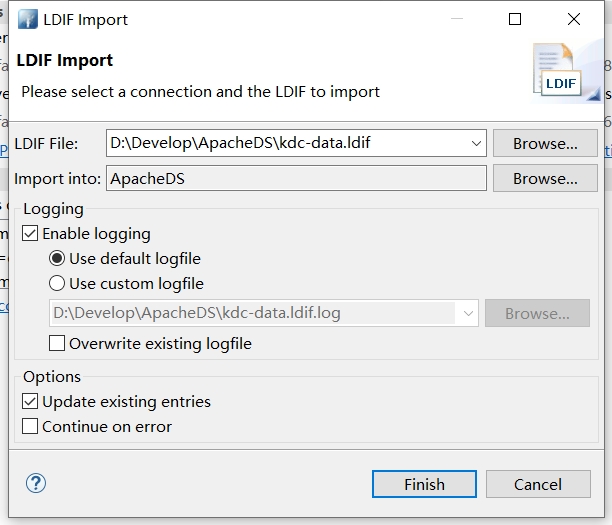 LDIF Import
LDIF Import
Please select a connection and the LDIF to import
LDIF
LDIF File:
D:\Develop\ApacheDS\kdc-data.ldif
Browse...
Import into:
ApacheDS
Browse...
Logging
Enable logging
Use default logfile
Use custom logfile
D:\Develop\ApacheDS\kdc-data.ldif.log
Browse...
Overwrite existing logfile
Options
Update existing entries
Continue on error
?
Finish
Cancel